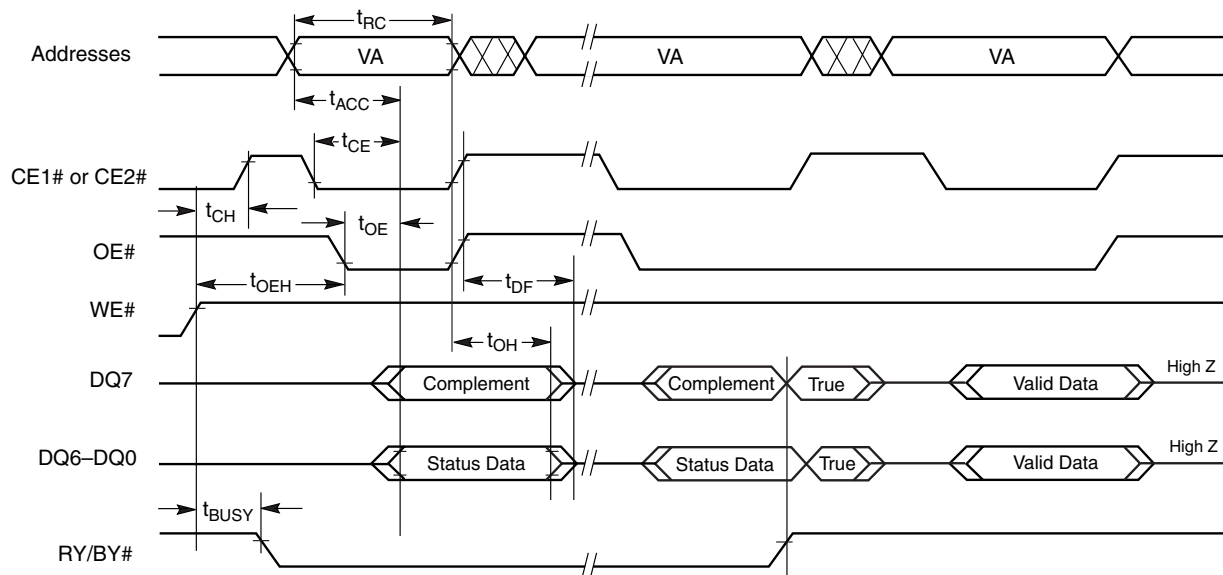 tRC
Addresses VA VA VA
tACC
tCE
CE1# or CE2#
tCH tOE
OE#
tOEH tDF
WE#
tOH
DQ7 Complement Complement True Valid Data High Z
DQ6–DQ0 Status Data Status Data True Valid Data High Z
tBUSY
RY/BY#